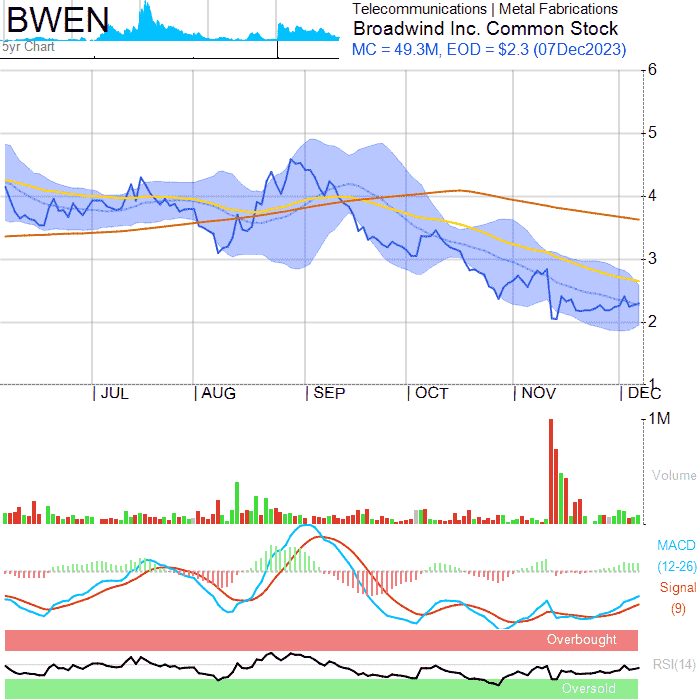 BWEN
5yr Chart
Telecommunications | Metal Fabrications
Broadwind Inc. Common Stock
MC = 49.3M, EOD = $2.3 (07Dec2023)
6
5
4
3
2
1
JUL AUG SEP OCT NOV DEC
1M
Volume
MACD
(12-26)
Signal
(9)
Overbought
RSI(14)
Oversold